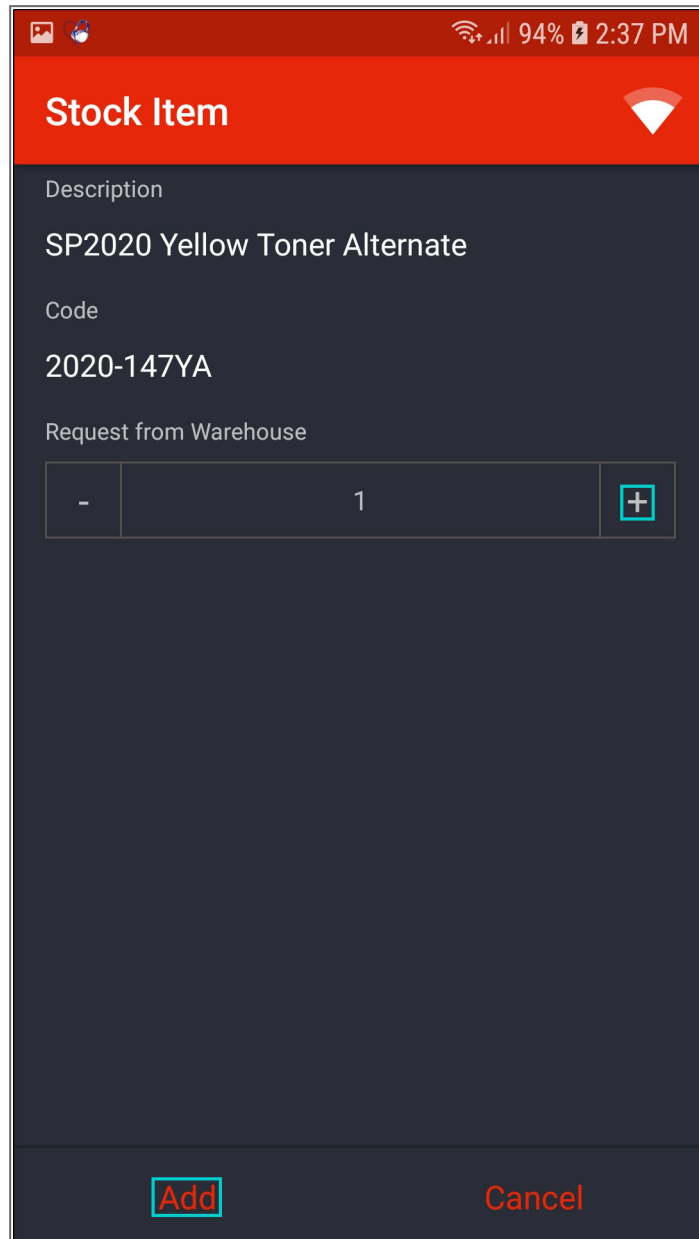 94% 2:37 PM
Stock Item
Description
SP2020 Yellow Toner Alternate
Code
2020-147YA
Request from Warehouse
- 1 +
Add Cancel